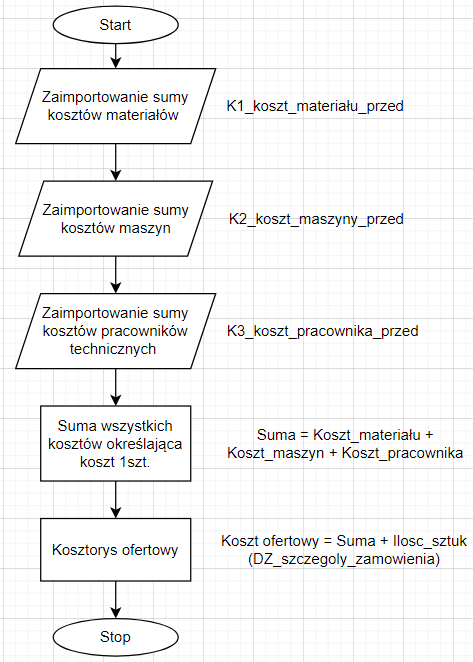 Start
Zaimportowanie sumy
kosztów materiałów
K1_koszt_materiału_przed
Zaimportowanie sumy
kosztów maszyn
K2_koszt_maszyny_przed
Zaimportowanie sumy
kosztów pracowników
technicznych
K3_koszt_pracownika_przed
Suma wszystkich
kosztów określająca
koszt 1szt.
Suma = Koszt_materiału +
Koszt_maszyn + Koszt_pracownika
Kosztorys ofertowy
Koszt ofertowy = Suma + Ilosc_sztuk
(DZ_szczegoly_zamowienia)
Stop